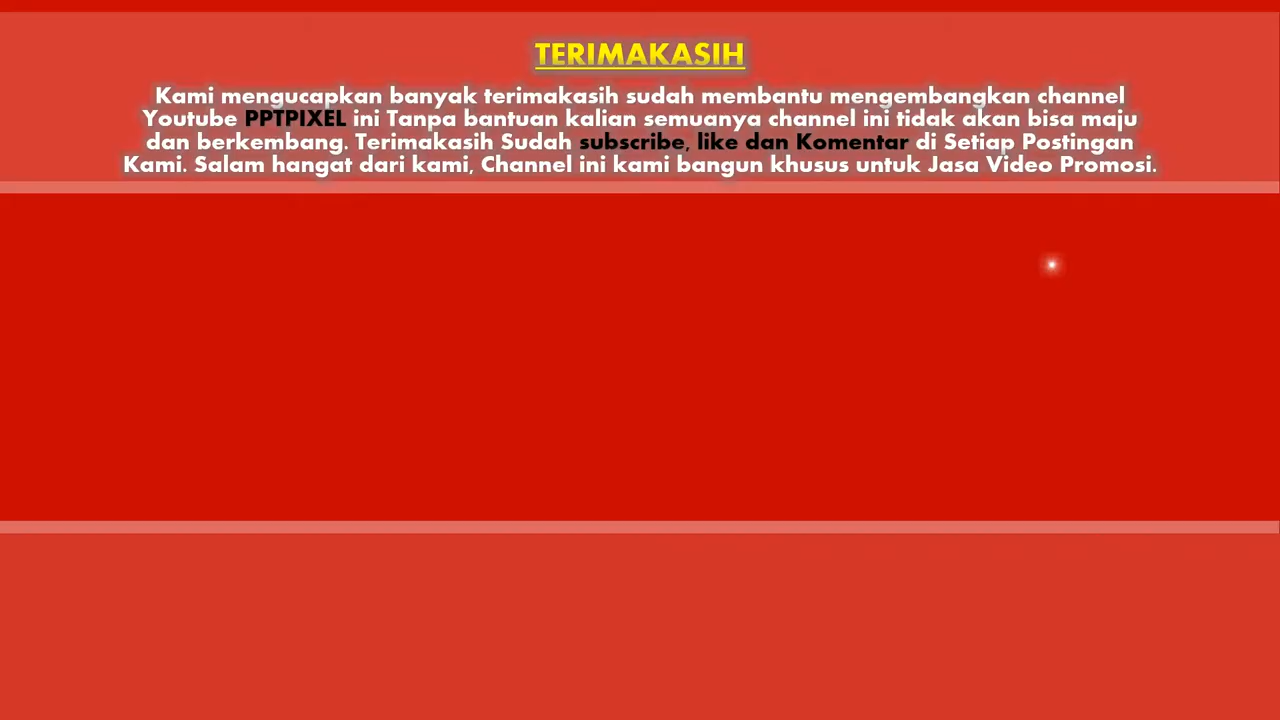 TERIMAKASIH
Kami mengucapkan banyak terimakasih sudah membantu mengembangkan channel
Youtube PPTPIXEL ini Tanpa bantuan kalian semuanya channel ini tidak akan bisa maju
dan berkembang. Terimakasih Sudah subscribe, like dan Komentar di Setiap Postingan
Kami. Salam hangat dari kami, Channel ini kami bangun khusus untuk Jasa Video Promosi.